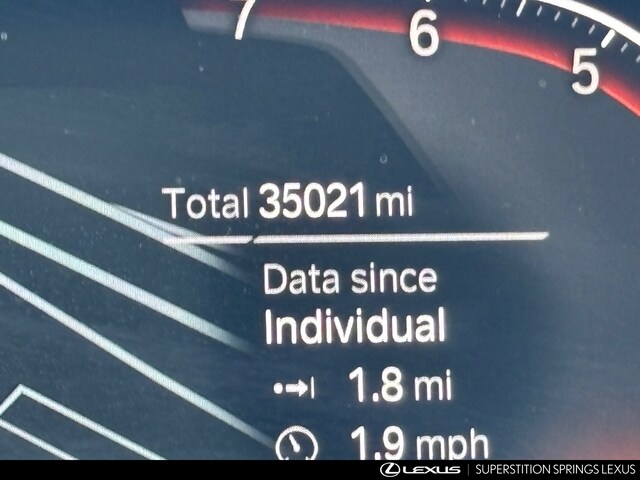 7 6 5
Total 35021 mi
Data since
Individual
1.8 mi
1.9 mph
LEXUS | SUPERSTITION SPRINGS LEXUS